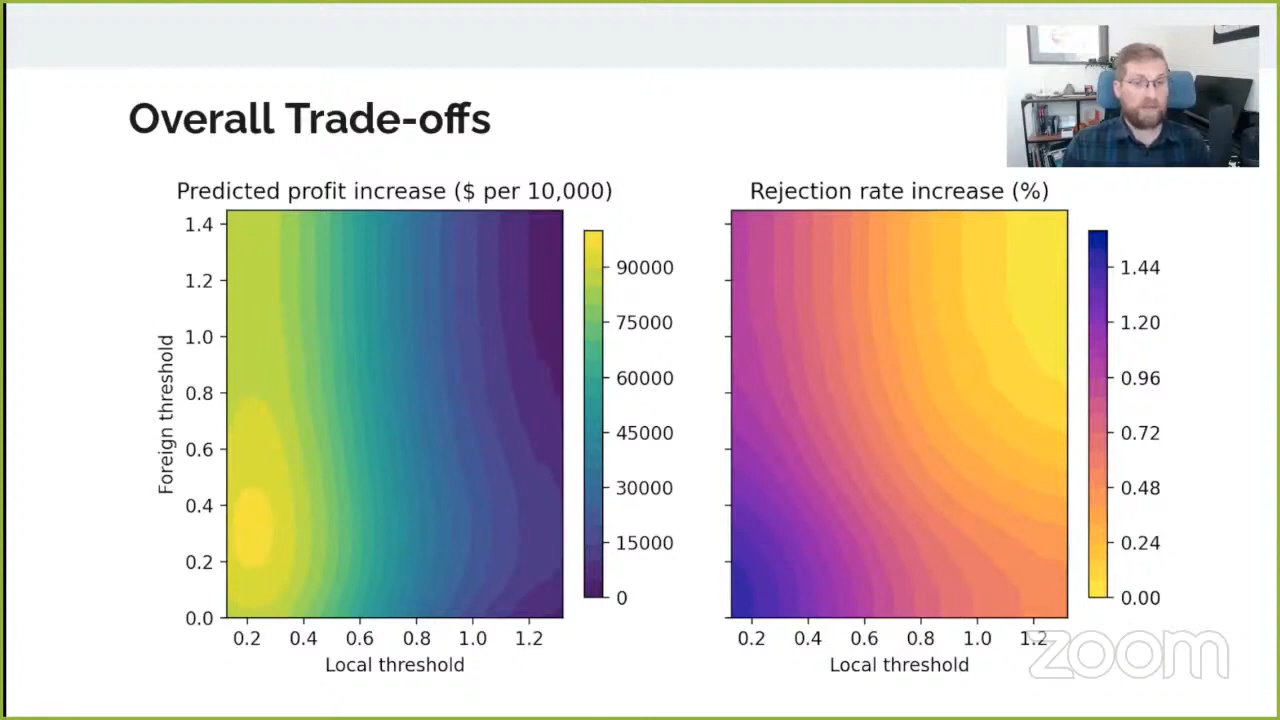 Overall Trade-offs
Predicted profit increase ($ per 10,000)
Foreign threshold
1.4
1.2
1.0
0.8
0.6
0.4
0.2
0.0
0.2 0.4 0.6 0.8 1.0 1.2
Local threshold
90000
75000
60000
45000
30000
15000
0
Rejection rate increase (%)
0.2 0.4 0.6 0.8 1.0 1.2
Local threshold
1.44
1.20
0.96
0.72
0.48
0.24
0.00
zoom